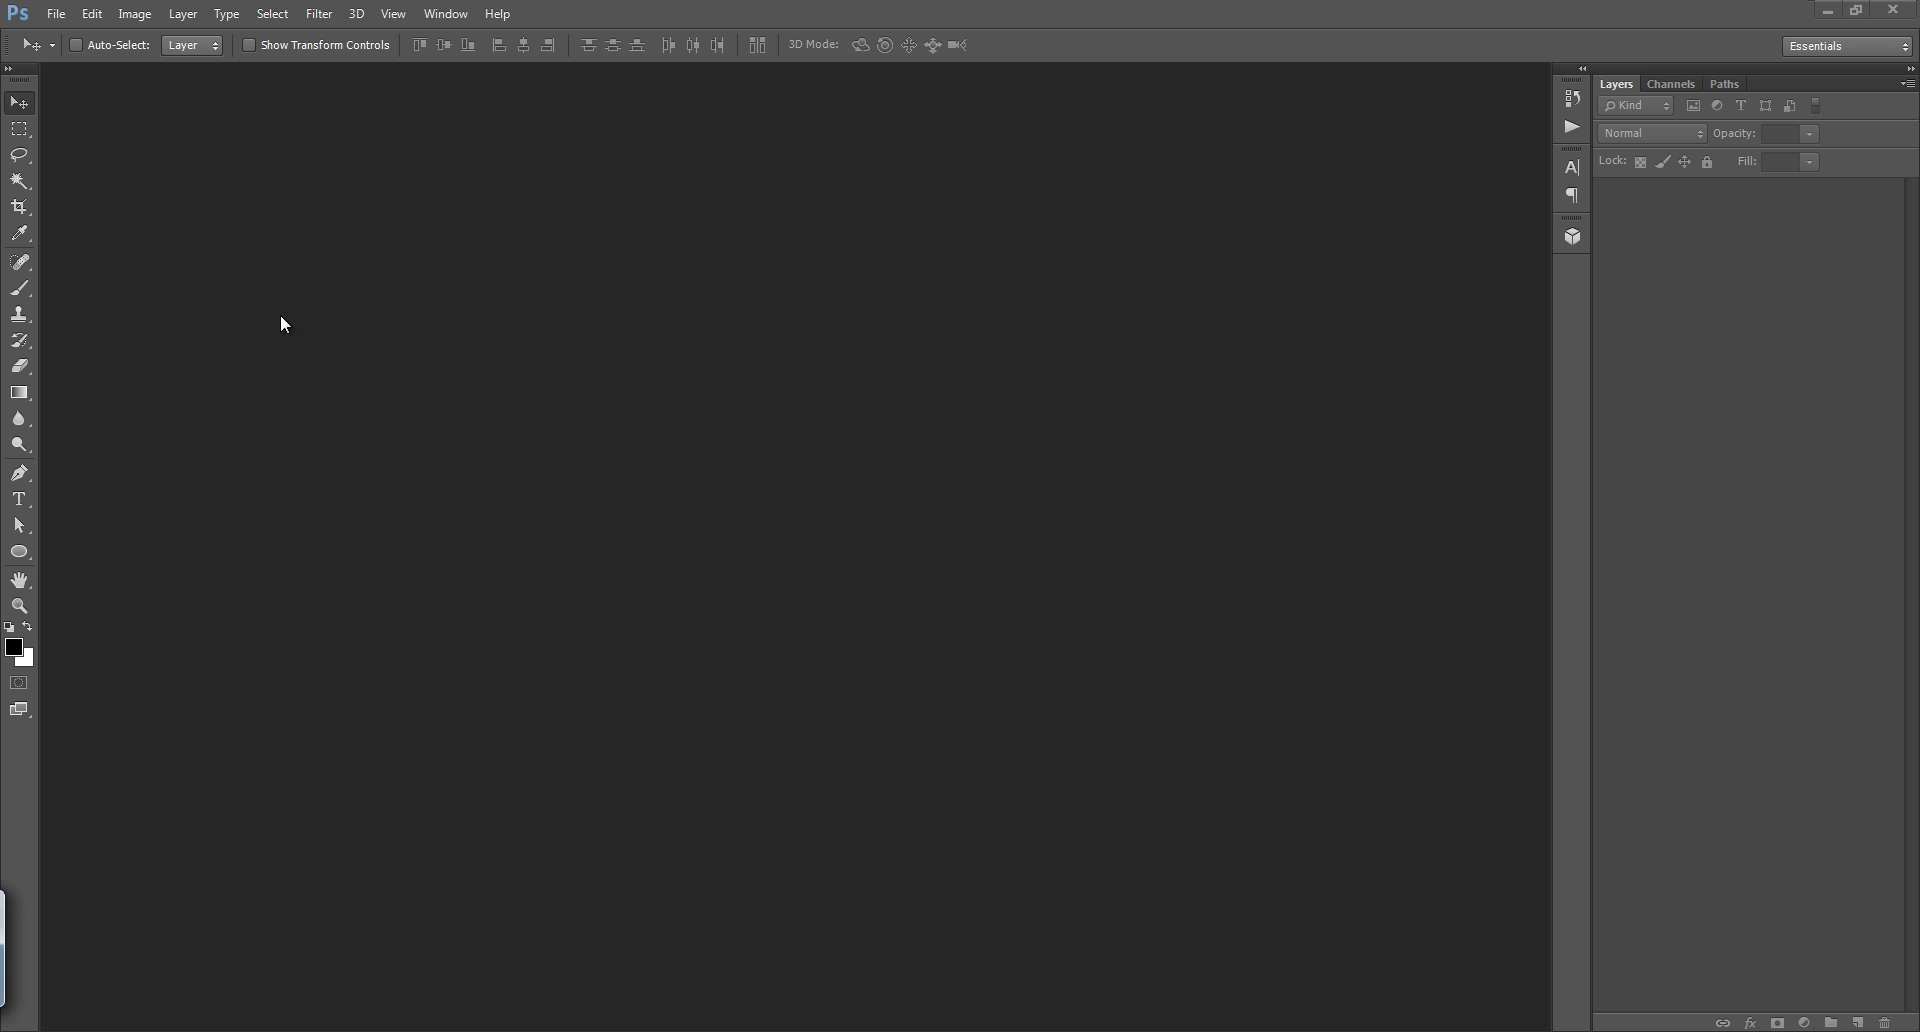 Ps File Edit Image Layer Type Select Filter 3D View Window Help
Auto-Select: Layer Show Transform Controls 3D Mode: Essentials
Layers Channels Paths
Kind
Normal Opacity:
Lock: Fill: